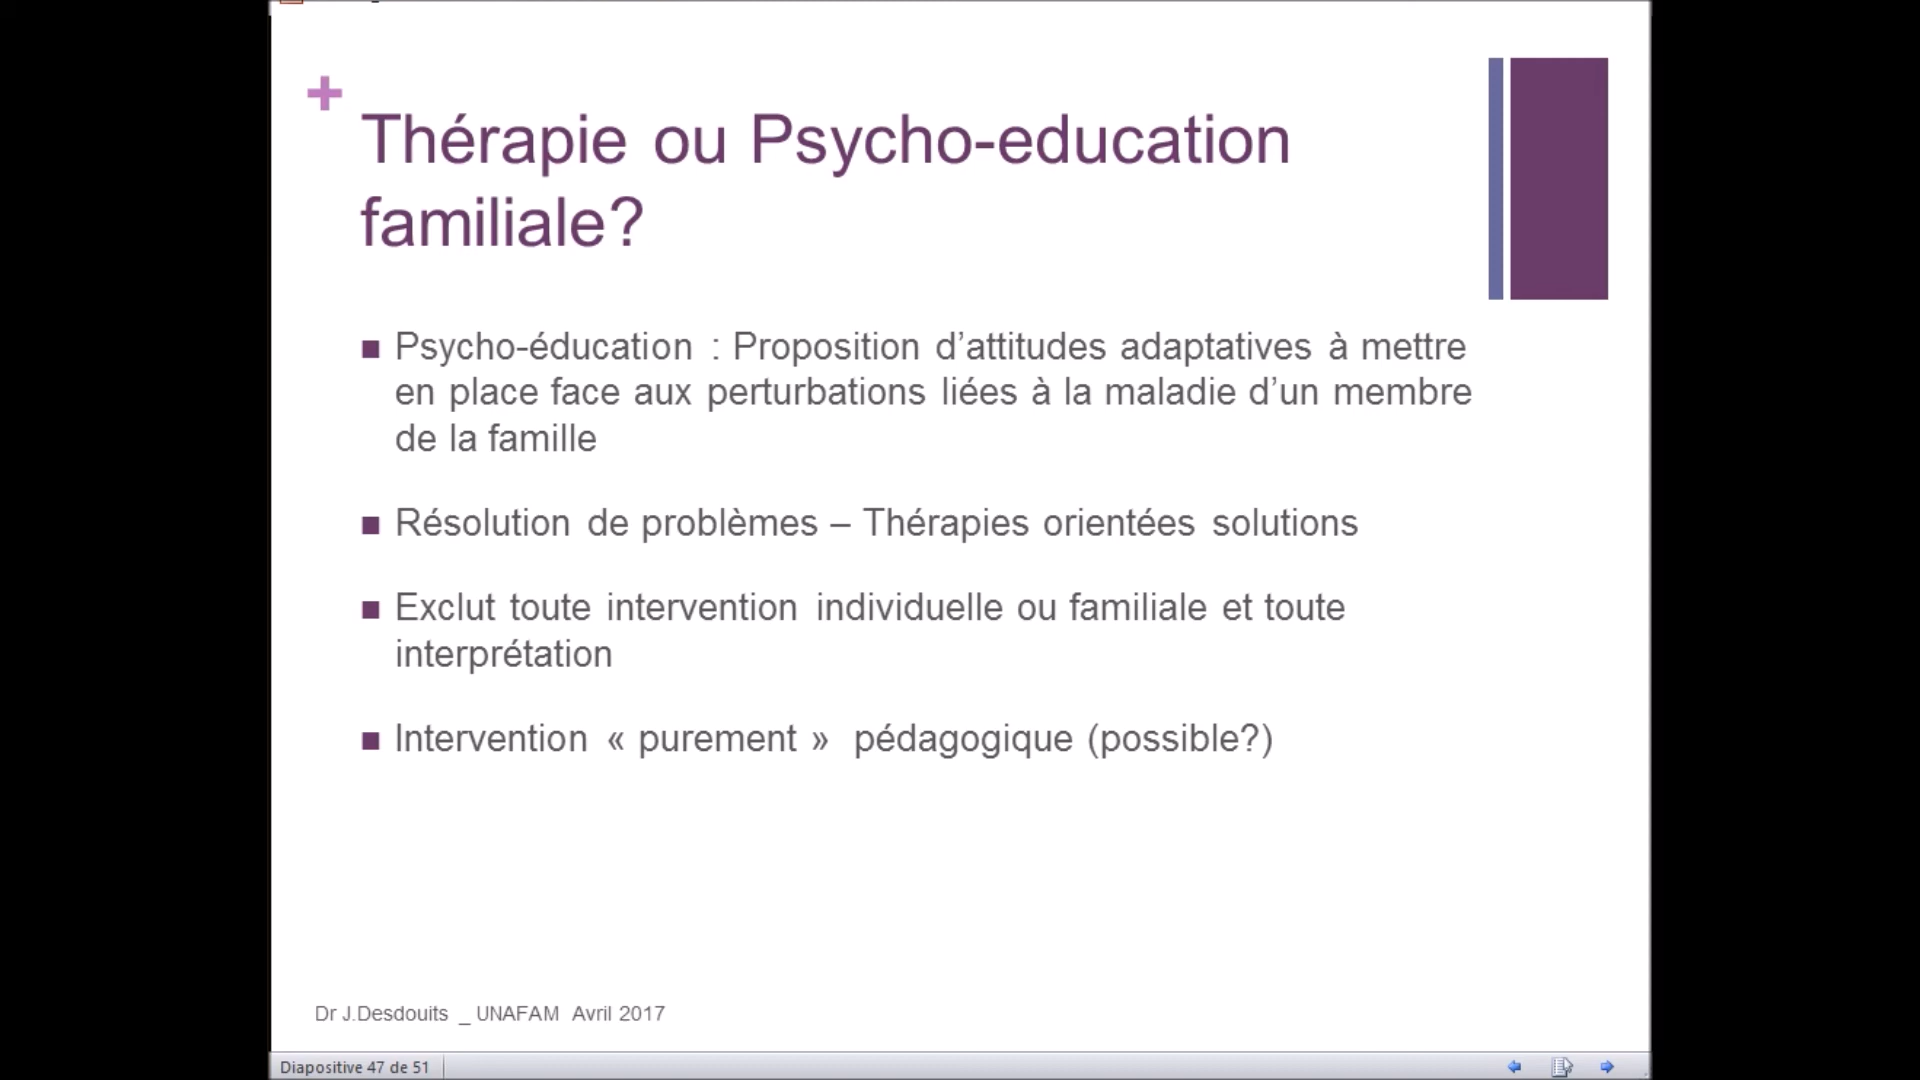 +
Thérapie ou Psycho-education
familiale?
Psycho-éducation : Proposition d’attitudes adaptatives à mettre
en place face aux perturbations liées à la maladie d’un membre
de la famille
Résolution de problèmes – Thérapies orientées solutions
Exclut toute intervention individuelle ou familiale et toute
interprétation
Intervention « purement » pédagogique (possible?)
Dr J.Desdouits _ UNAFAM Avril 2017
Diapositive 47 de 51